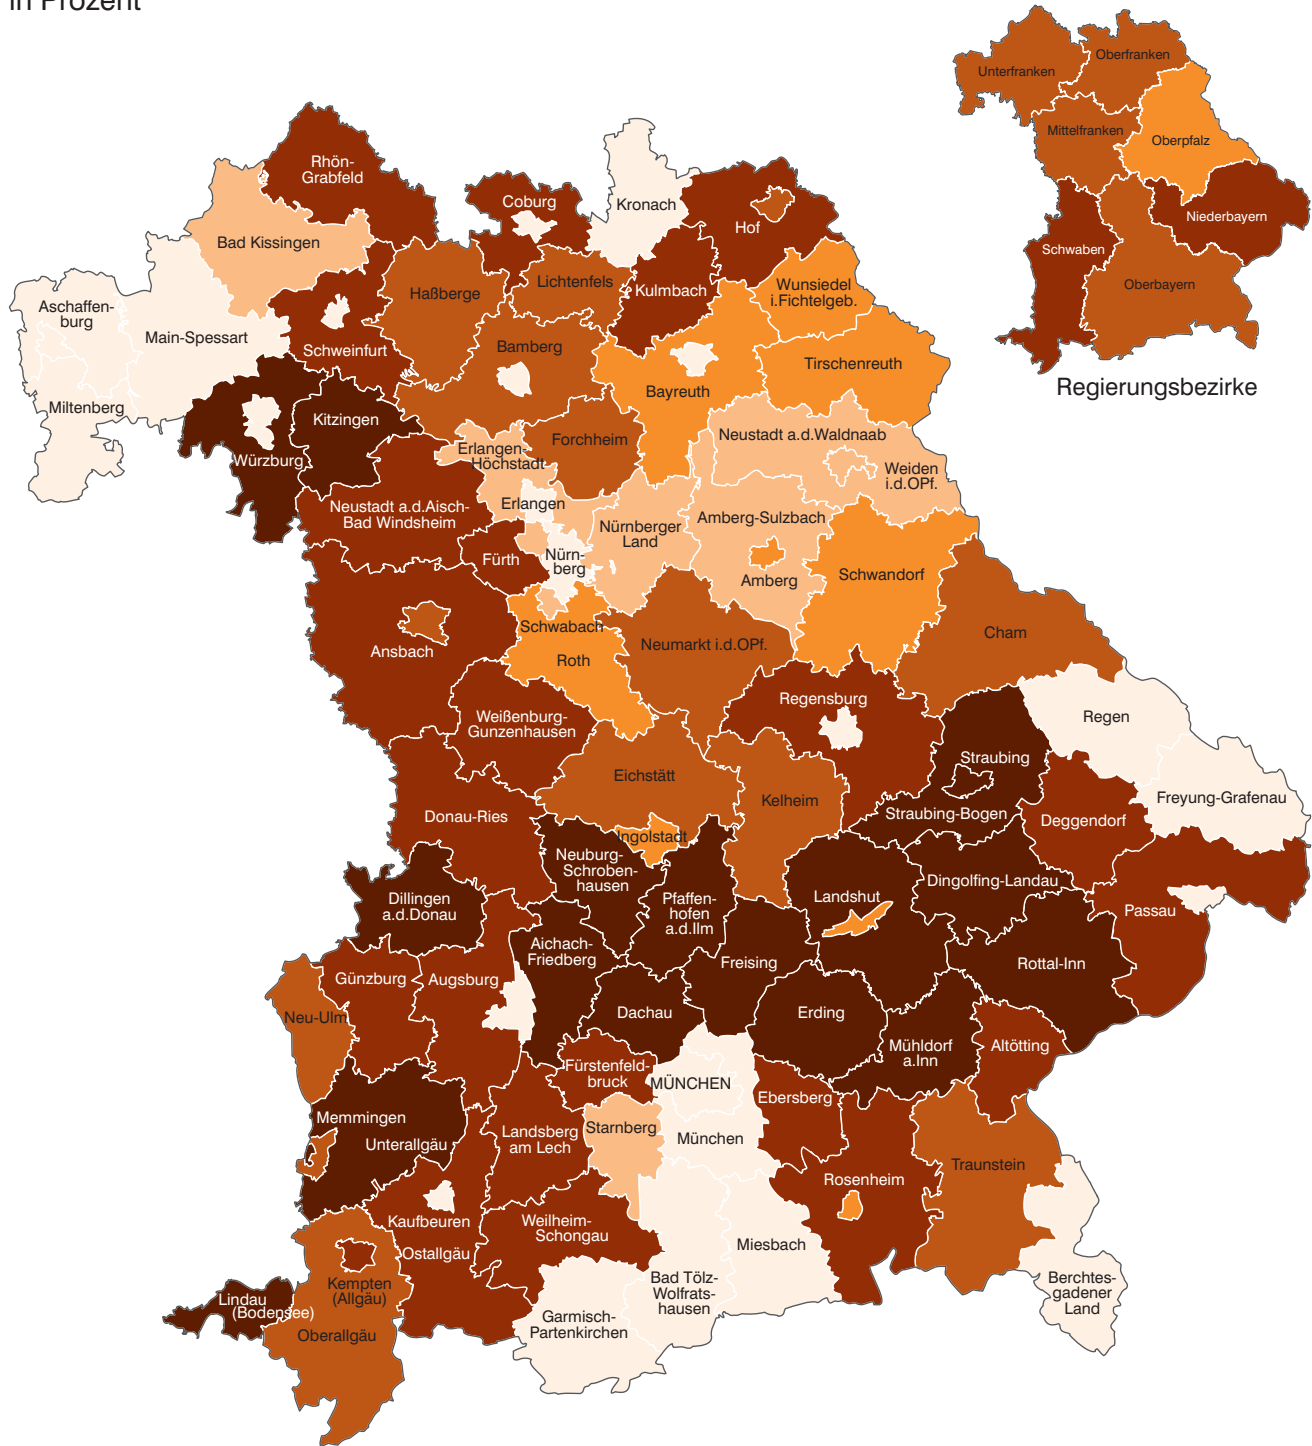 in Prozent
Oberfranken
Unterfranken
Mittelfranken
Oberpfalz
Niederbayern
Schwaben
Oberbayern
Regierungsbezirke
Rhön-
Grabfeld
Coburg
Kronach
Hof
Bad Kissingen
Lichtenfels
Kulmbach
Haßberge
Wunsiedel
i.Fichtelgeb.
Aschaffen-
burg
Main-Spessart
Schweinfurt
Bamberg
Tirschenreuth
Bayreuth
Miltenberg
Kitzingen
Würzburg
Forchheim
Neustadt a.d.Waldnaab
Erlangen-
Höchstadt
Weiden
i.d.OPf.
Neustadt a.d.Aisch-
Bad Windsheim
Erlangen
Nürnberger
Land
Amberg-Sulzbach
Fürth
Nürn-
berg
Amberg
Schwandorf
Schwabach
Ansbach
Roth
Neumarkt i.d.OPf.
Cham
Regensburg
Weißenburg-
Gunzenhausen
Regen
Eichstätt
Straubing
Kelheim
Freyung-Grafenau
Donau-Ries
Straubing-Bogen
Deggendorf
Ingolstadt
Neuburg-
Schroben-
hausen
Dingolfing-Landau
Dillingen
a.d.Donau
Pfaffen-
hofen
a.d.Ilm
Landshut
Passau
Aichach-
Friedberg
Freising
Rottal-Inn
Günzburg
Augsburg
Neu-Ulm
Dachau
Erding
Mühldorf
a.Inn
Altötting
Fürstenfeld-
bruck
MÜNCHEN
Ebersberg
Memmingen
Unterallgäu
Landsberg
am Lech
Starnberg
München
Traunstein
Rosenheim
Kaufbeuren
Weilheim-
Schongau
Ostallgäu
Miesbach
Kempten
(Allgäu)
Bad Tölz-
Wolfrats-
hausen
Berchtes-
gadener
Land
Lindau
(Bodensee)
Garmisch-
Partenkirchen
Oberallgäu